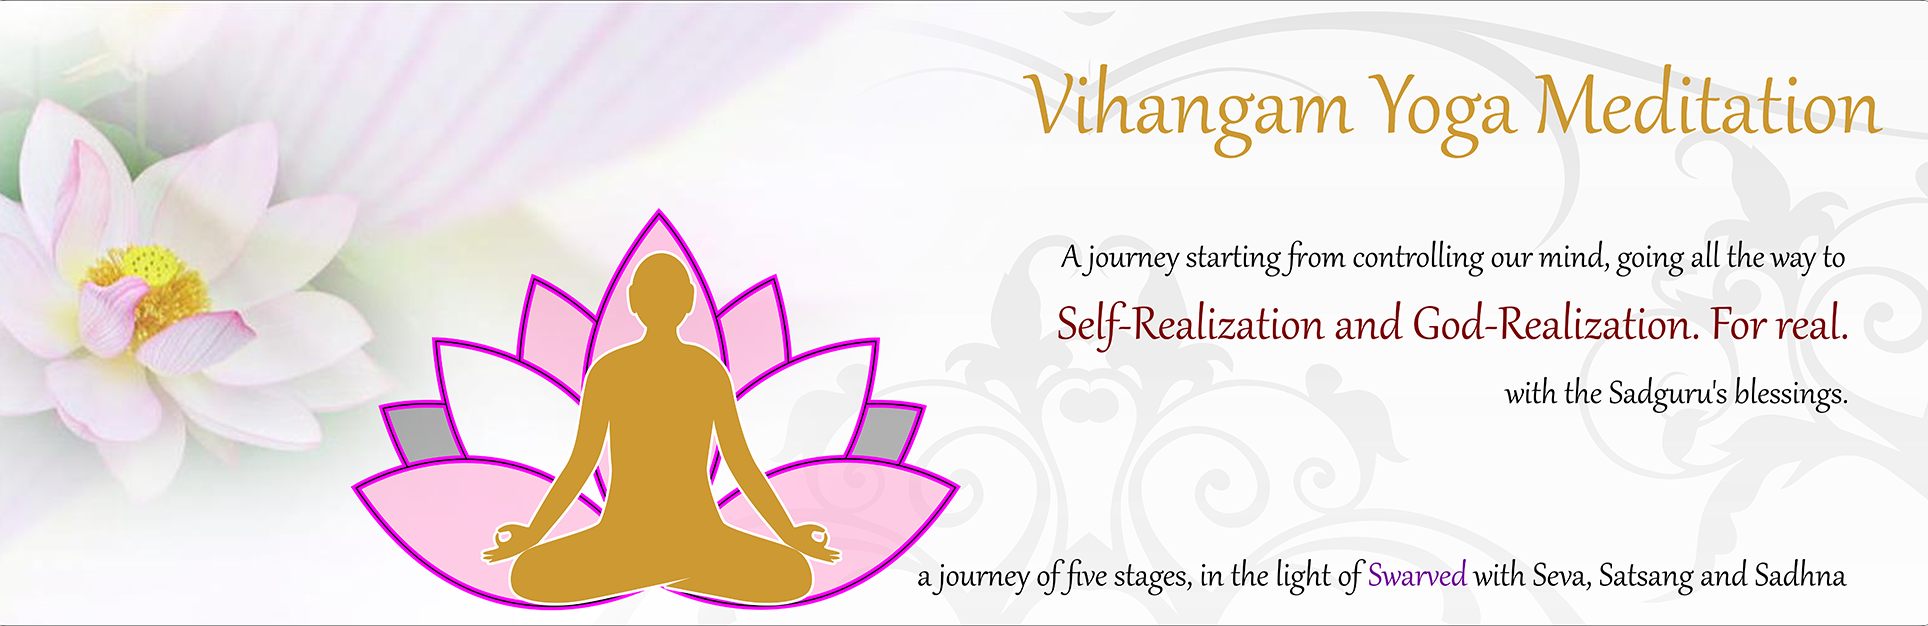 Vihangam Yoga Meditation
A journey starting from controlling our mind, going all the way to
Self-Realization and God-Realization. For real.
with the Sadguru's blessings.
a journey of five stages, in the light of Swarved with Seva, Satsang and Sadhna